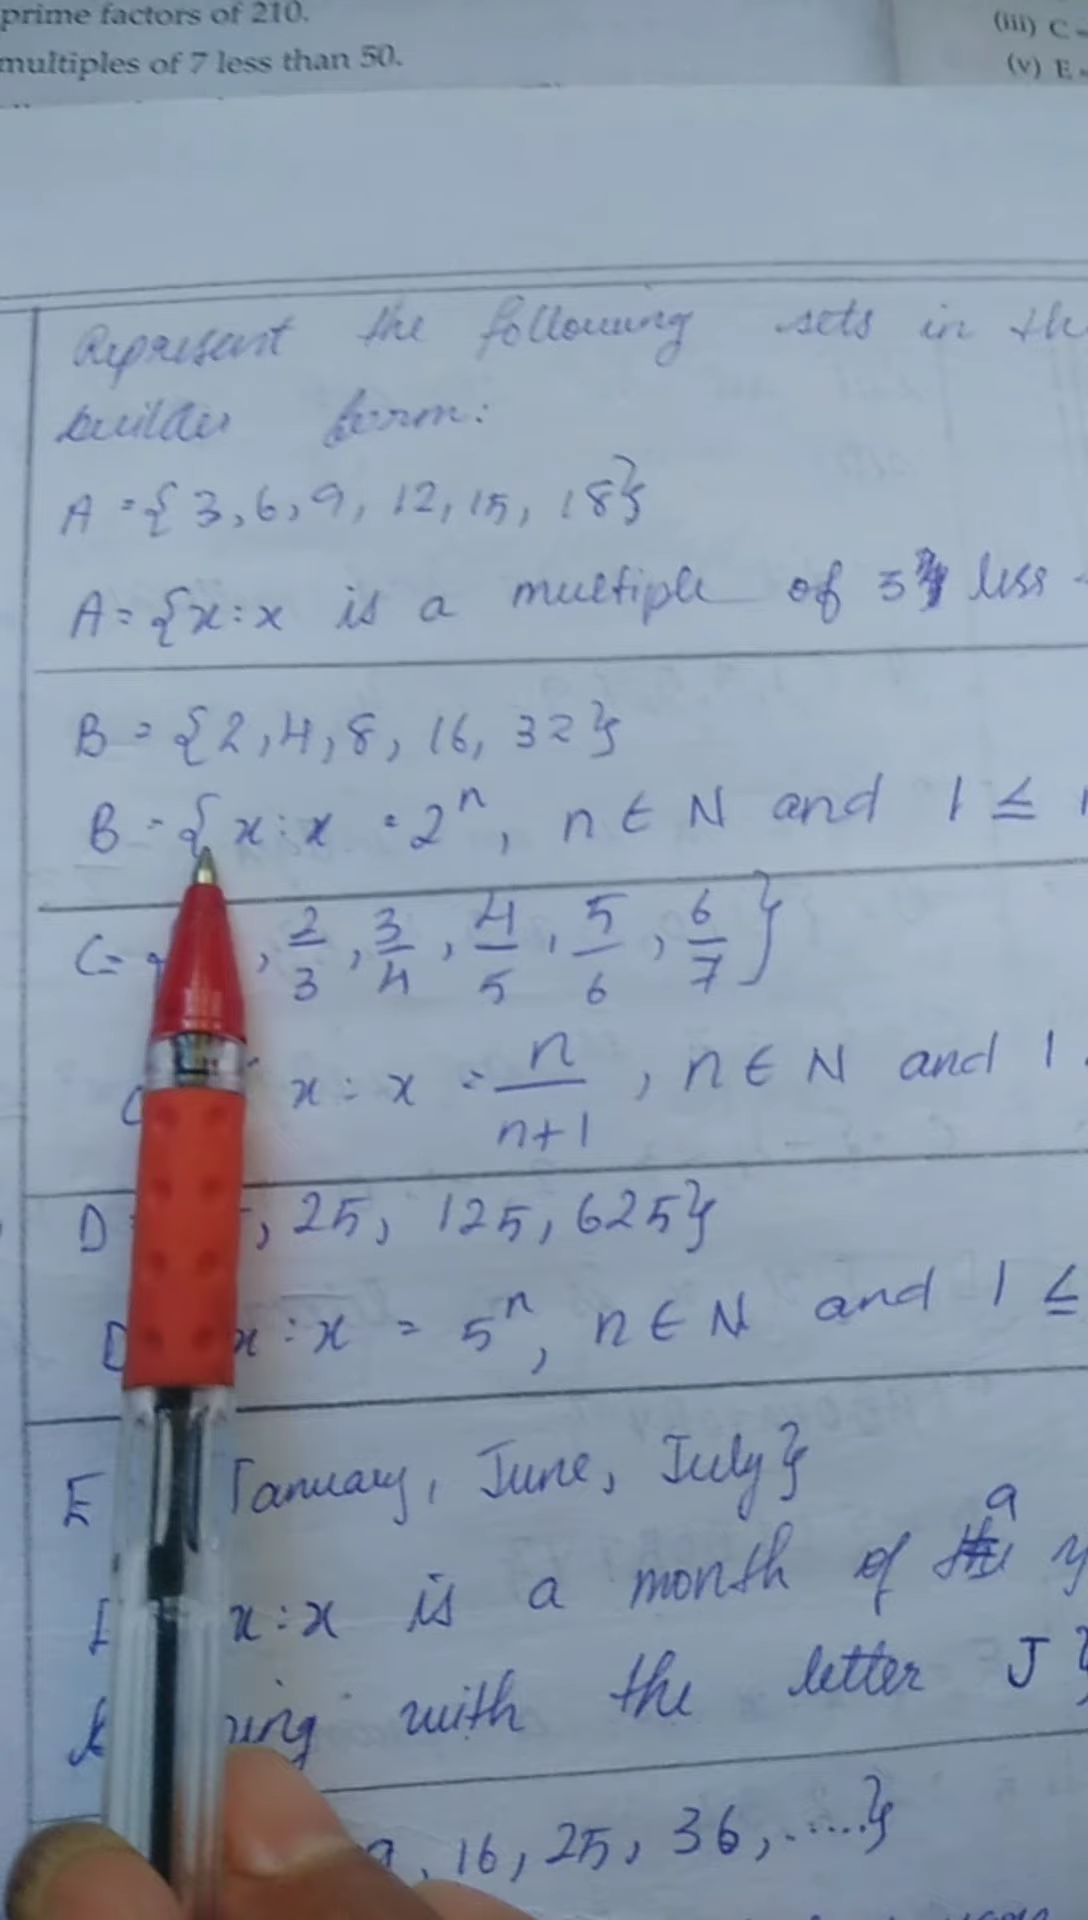 prime factors of 210.
multiples of 7 less than 50.
(iii) C
(v) E
Represent the following sets in
builder form:
A = {3, 6, 9, 12, 15, 18}
A = {x : x is a multiple of 3 less
B = {2, 4, 8, 16, 32}
B = {x : x = 2ⁿ, n ∈ N and 1 ≤
C = , 2/3, 3/4, 4/5, 5/6, 6/7}
x : x = n/(n+1), n ∈ N and 1
D , 25, 125, 625}
x : x = 5ⁿ, n ∈ N and 1 ≤
E January, June, July}
x : x is a month of a
with the letter J}
16, 25, 36, .....}